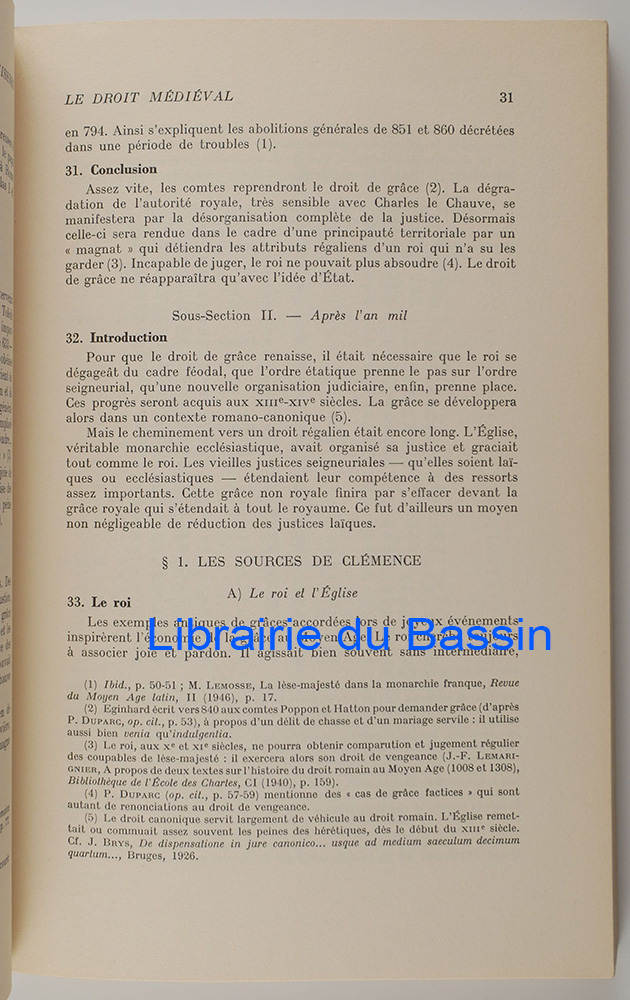 LE DROIT MÉDIÉVAL 31
en 794. Ainsi s'expliquent les abolitions générales de 851 et 860 décrétées
dans une période de troubles (1).
31. Conclusion
Assez vite, les comtes reprendront le droit de grâce (2). La dégra-
dation de l'autorité royale, très sensible avec Charles le Chauve, se
manifestera par la désorganisation complète de la justice. Désormais
celle-ci sera rendue dans le cadre d'une principauté territoriale par un
« magnat » qui détiendra les attributs régaliens d'un roi qui n'a su les
garder (3). Incapable de juger, le roi ne pouvait plus absoudre (4). Le droit
de grâce ne réapparaîtra qu'avec l'idée d'État.
Sous-Section II. — Après l'an mil
32. Introduction
Pour que le droit de grâce renaisse, il était nécessaire que le roi se
dégageât du cadre féodal, que l'ordre étatique prenne le pas sur l'ordre
seigneurial, qu'une nouvelle organisation judiciaire, enfin, prenne place.
Ces progrès seront acquis aux XIIIe-XIVe siècles. La grâce se développera
alors dans un contexte romano-canonique (5).
Mais le cheminement vers un droit régalien était encore long. L'Église,
véritable monarchie ecclésiastique, avait organisé sa justice et graciait
tout comme le roi. Les vieilles justices seigneuriales — qu'elles soient laï-
ques ou ecclésiastiques — étendaient leur compétence à des ressorts
assez importants. Cette grâce non royale finira par s'effacer devant la
grâce royale qui s'étendait à tout le royaume. Ce fut d'ailleurs un moyen
non négligeable de réduction des justices laïques.
§ 1. LES SOURCES DE CLÉMENCE
A) Le roi et l'Église
33. Le roi
Les exemples antiques de grâces accordées lors de joyeux événements
inspirèrent l'économie de la grâce au Moyen Age. Le roi chercha toujours
à associer joie et pardon. Il agissait bien souvent sans intermédiaire,
Librairie du Bassin
(1) Ibid., p. 50-51 ; M. LEMOSSE, La lèse-majesté dans la monarchie franque, Revue
du Moyen Age latin, II (1946), p. 17.
(2) Eginhard écrit vers 840 aux comtes Poppon et Hatton pour demander grâce (d'après
P. DUPARC, op. cit., p. 53), à propos d'un délit de chasse et d'un mariage servile : il utilise
aussi bien venia qu'indulgentia.
(3) Le roi, aux Xe et XIe siècles, ne pourra obtenir comparution et jugement régulier
des coupables de lèse-majesté : il exercera alors son droit de vengeance (J.-F. LEMARI-
GNIER, A propos de deux textes sur l'histoire du droit romain au Moyen Age (1008 et 1308),
Bibliothèque de l'École des Chartes, CI (1940), p. 159).
(4) P. DUPARC (op. cit., p. 57-59) mentionne des « cas de grâce factices » qui sont
autant de renonciations au droit de vengeance.
(5) Le droit canonique servit largement de véhicule au droit romain. L'Église remet-
tait ou commuait assez souvent les peines des hérétiques, dès le début du XIIIe siècle.
Cf. J. BRYS, De dispensatione in jure canonico... usque ad medium saeculum decimum
quartum..., Bruges, 1926.